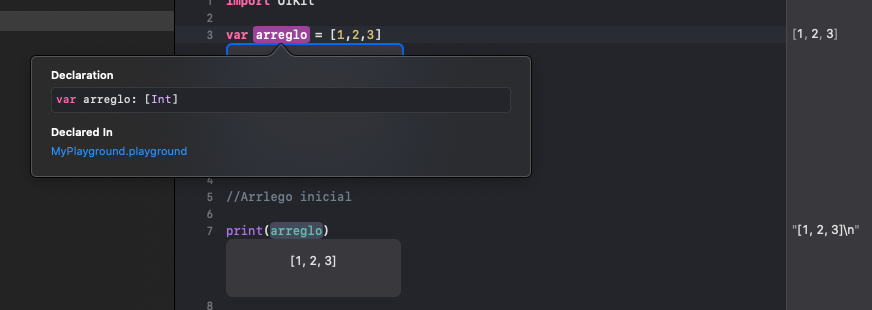 1 import UIKit
2
3 var arreglo = [1,2,3]
[1, 2, 3]
Declaration
var arreglo: [Int]
Declared In
MyPlayground.playground
4
5 //Arrlego inicial
6
7 print(arreglo)
"[1, 2, 3]\n"
[1, 2, 3]
8